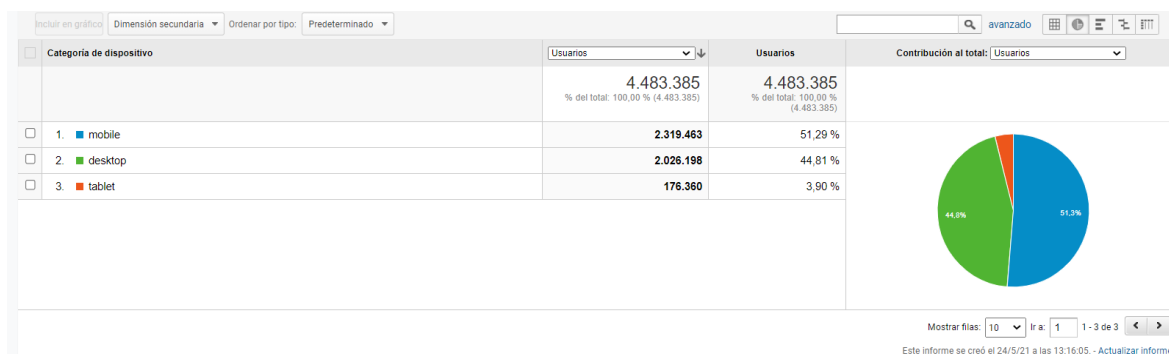 Incluir en gráfico Dimensión secundaria Ordenar por tipo: Predeterminado avanzado
Categoría de dispositivo Usuarios Usuarios Contribución al total: Usuarios
4.483.385 4.483.385
% del total: 100,00 % (4.483.385) % del total: 100,00 %
(4.483.385)
1. mobile 2.319.463 51,29 %
2. desktop 2.026.198 44,81 %
3. tablet 176.360 3,90 %
44,8% 51,3%
Mostrar filas: 10 Ir a: 1 1 - 3 de 3
Este informe se creó el 24/5/21 a las 13:16:05. - Actualizar informe